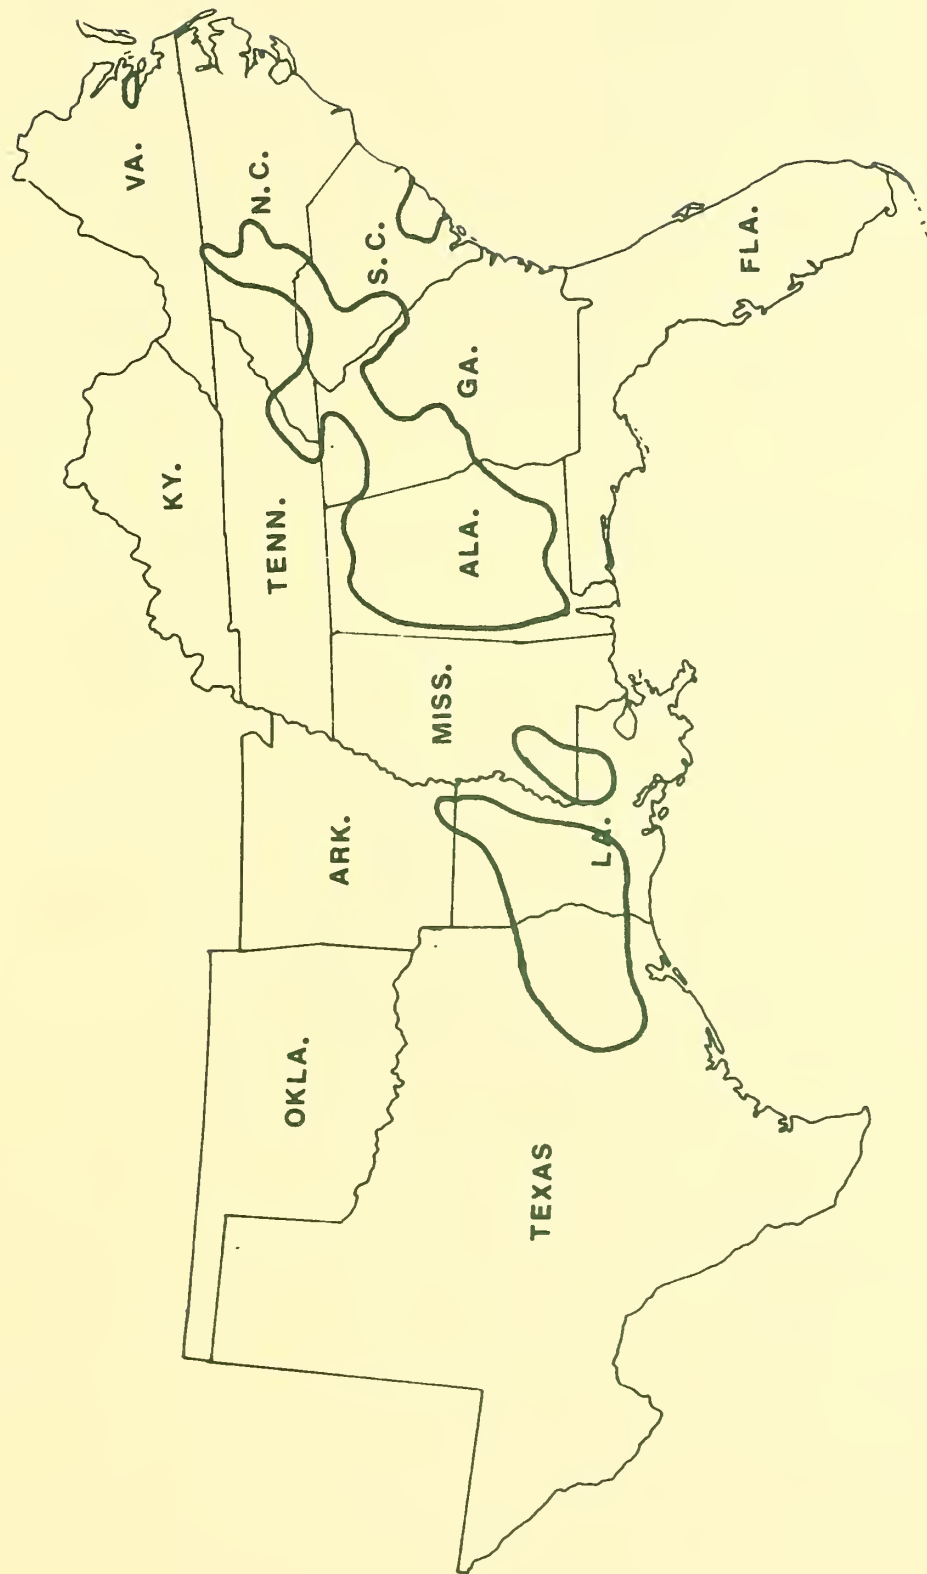 VA.
KY.
N.C.
TENN.
S.C.
ARK.
OKLA.
GA.
ALA.
MISS.
LA.
TEXAS
FLA.